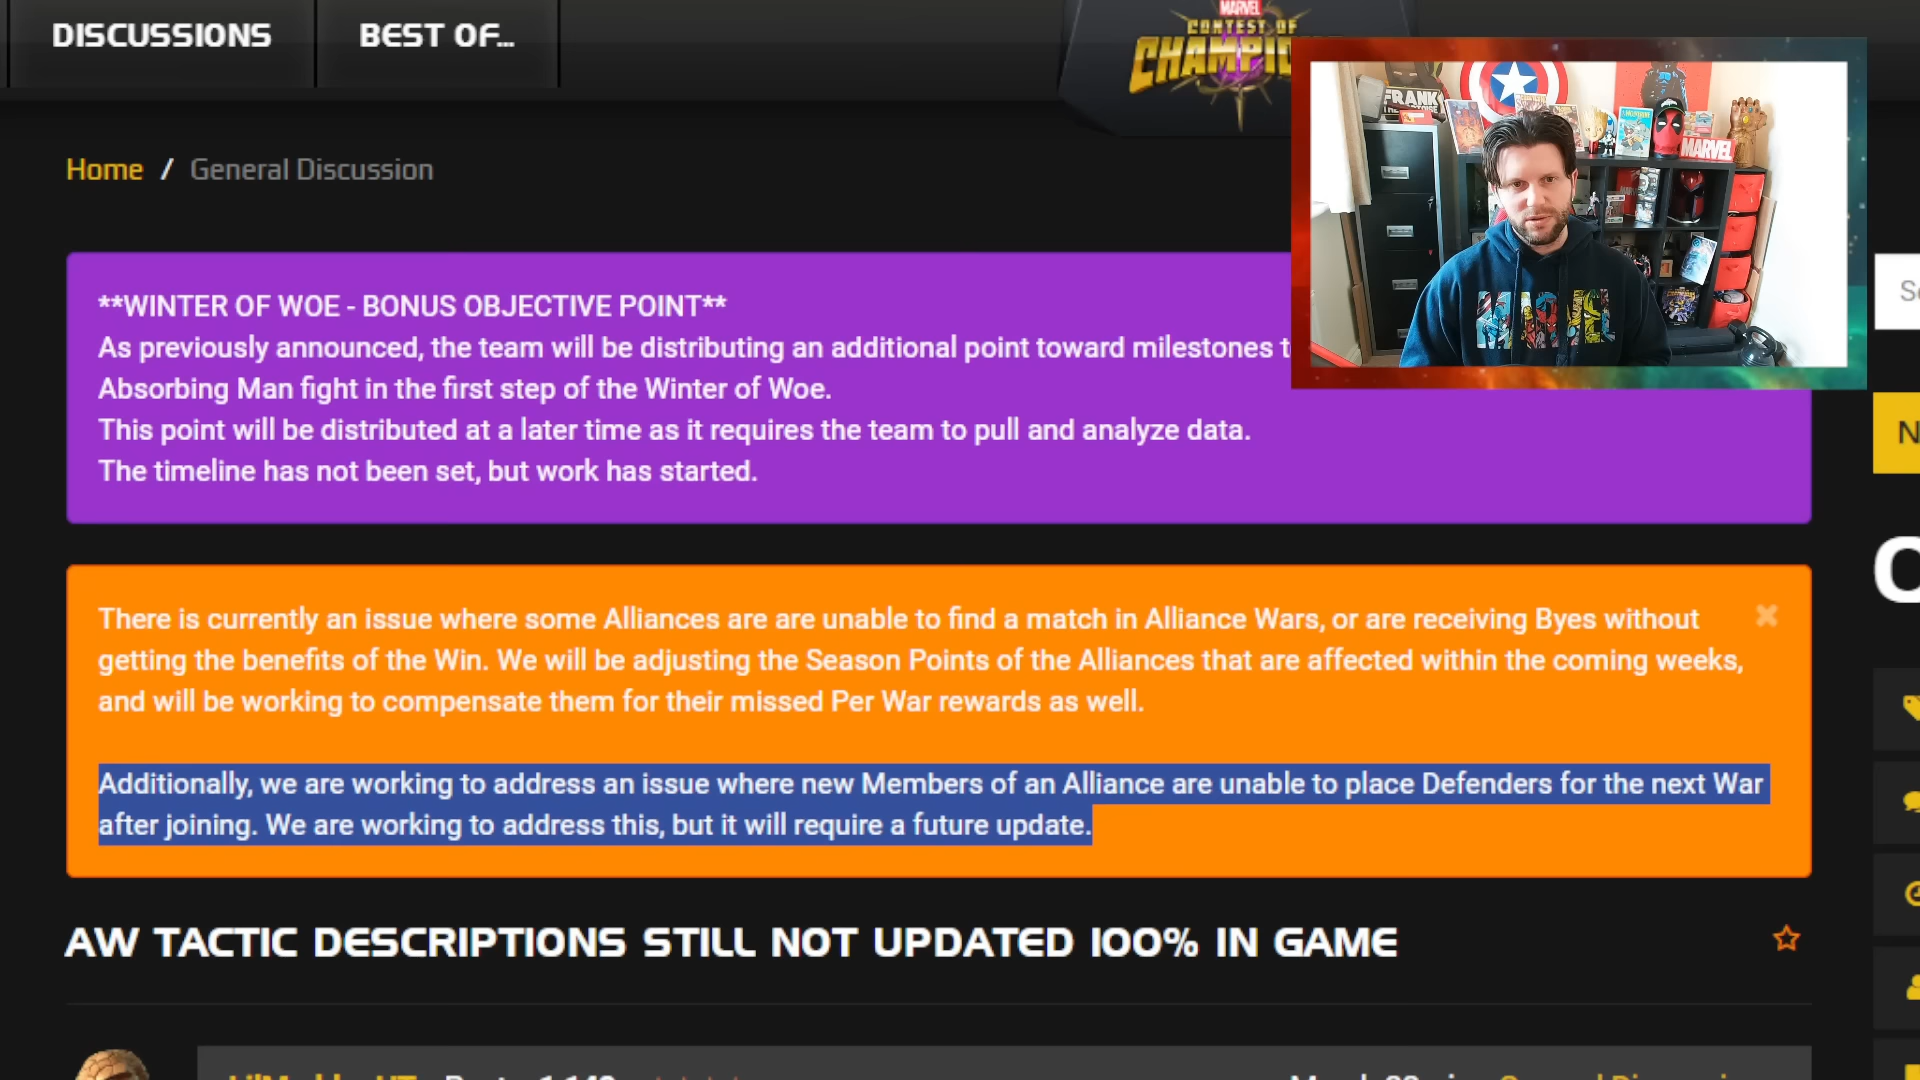 DISCUSSIONS
BEST OF...
MARVEL
CONTEST OF
FRANK
MARVEL
Home / General Discussion
**WINTER OF WOE - BONUS OBJECTIVE POINT**
As previously announced, the team will be distributing an additional point toward milestones
Absorbing Man fight in the first step of the Winter of Woe.
This point will be distributed at a later time as it requires the team to pull and analyze data.
The timeline has not been set, but work has started.
There is currently an issue where some Alliances are are unable to find a match in Alliance Wars, or are receiving Byes without
getting the benefits of the Win. We will be adjusting the Season Points of the Alliances that are affected within the coming weeks,
and will be working to compensate them for their missed Per War rewards as well.
Additionally, we are working to address an issue where new Members of an Alliance are unable to place Defenders for the next War
after joining. We are working to address this, but it will require a future update.
AW TACTIC DESCRIPTIONS STILL NOT UPDATED 100% IN GAME